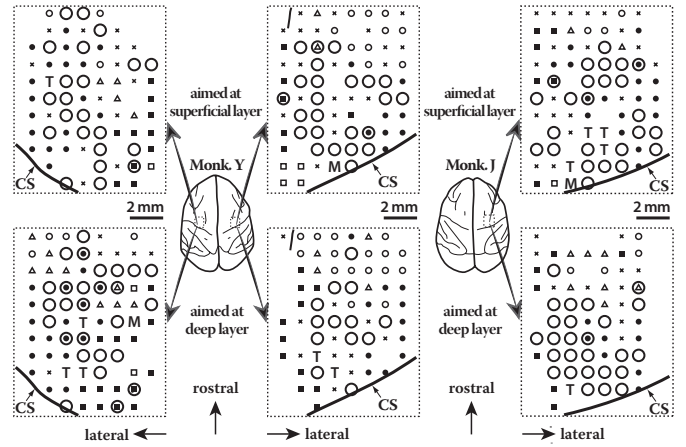 T
aimed at
superficial layer
aimed at
superficial layer
T T
T
Monk. Y
M
Monk. J
T
CS
CS
M
CS
2 mm
2 mm
2 mm
aimed at
deep layer
aimed at
deep layer
T
M
T
T T
T
T
CS
rostral
CS
rostral
CS
lateral
lateral
lateral